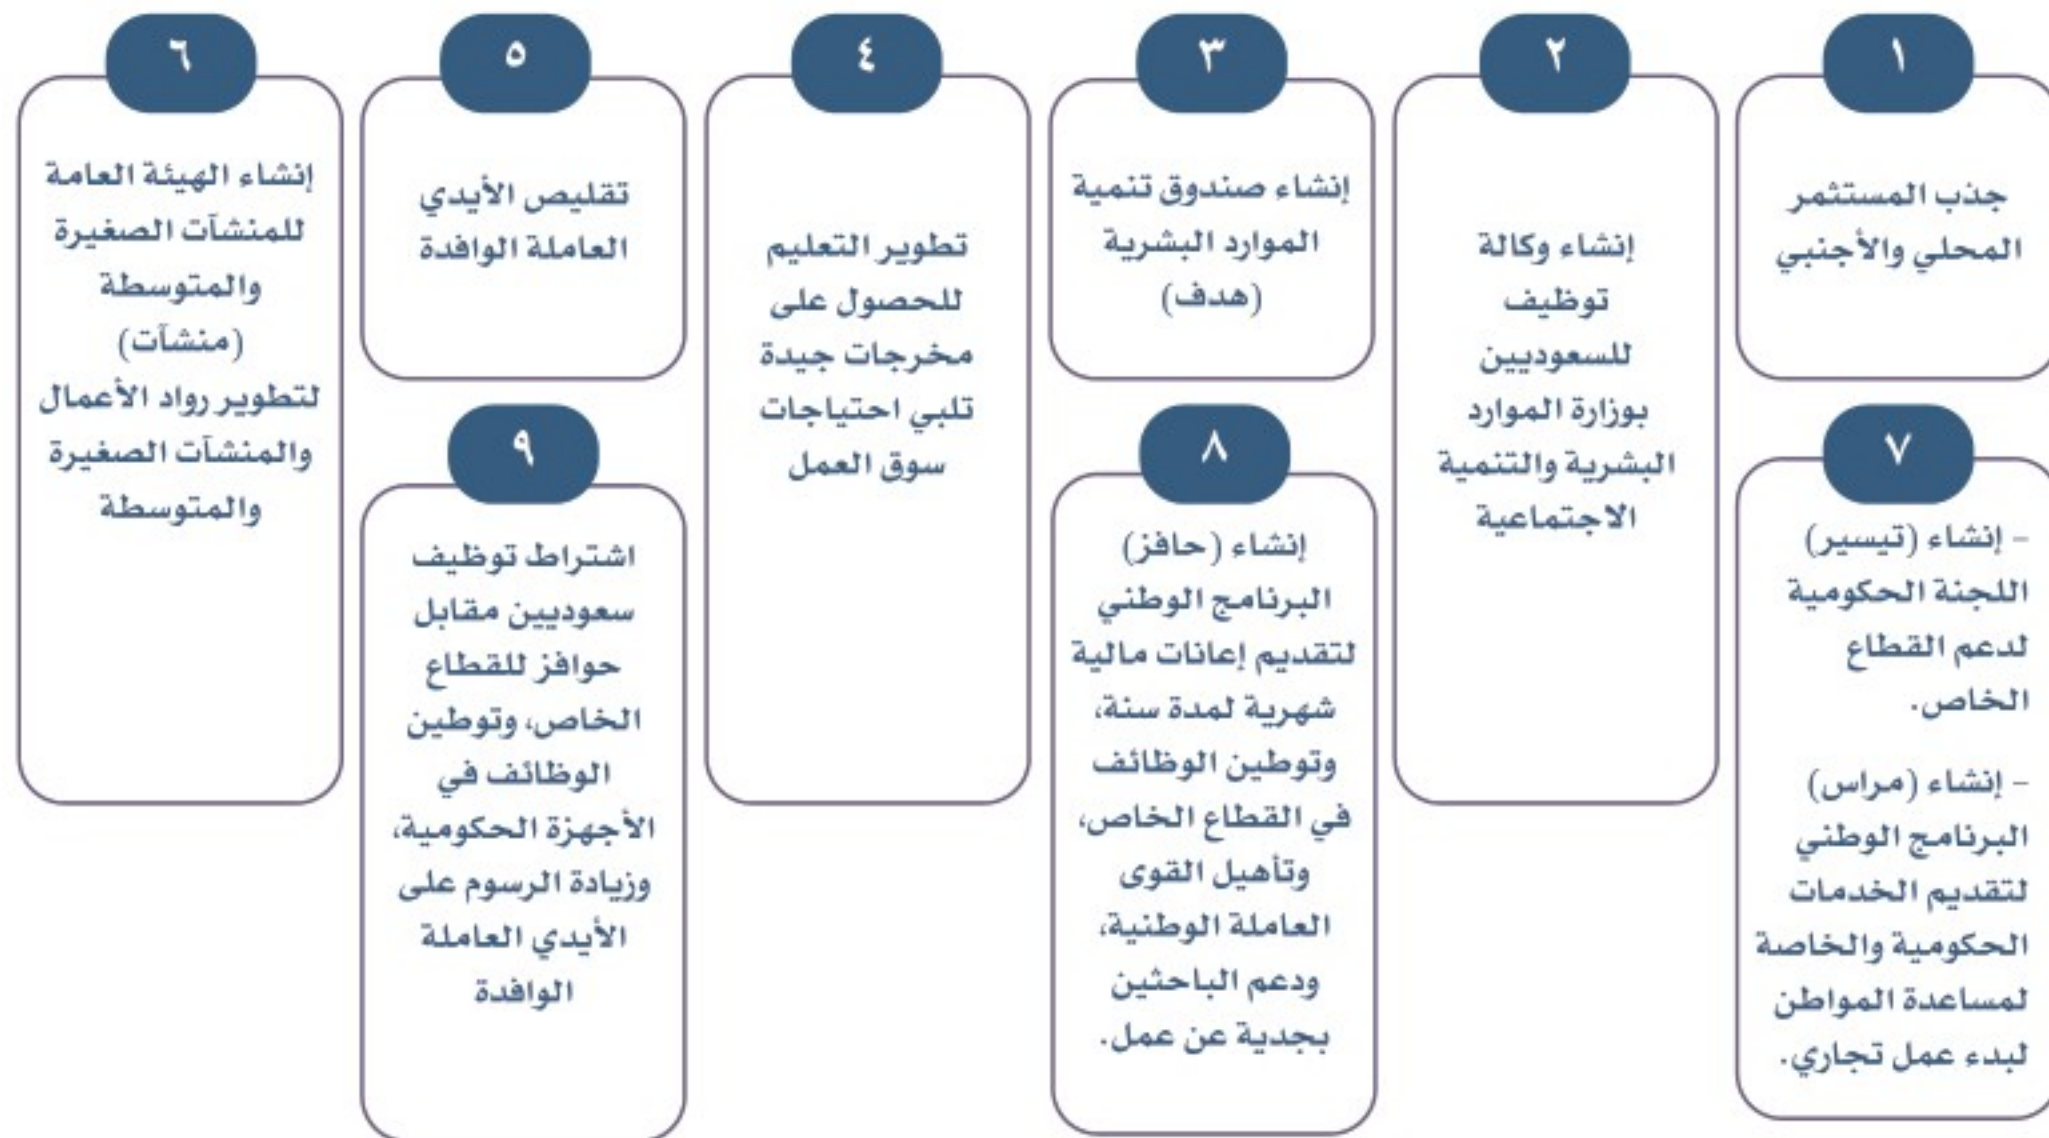 ١
جذب المستثمر
المحلي والأجنبي
٢
إنشاء وكالة
توظيف
للسعوديين
بوزارة الموارد
البشرية والتنمية
الاجتماعية
٣
إنشاء صندوق تنمية
الموارد البشرية
(هدف)
٤
تطوير التعليم
للحصول على
مخرجات جيدة
تلبي احتياجات
سوق العمل
٥
تقليص الأيدي
العاملة الوافدة
٦
إنشاء الهيئة العامة
للمنشآت الصغيرة
والمتوسطة
(منشآت)
لتطوير رواد الأعمال
والمنشآت الصغيرة
والمتوسطة
٧
- إنشاء (تيسير)
اللجنة الحكومية
لدعم القطاع
الخاص.
- إنشاء (مراس)
البرنامج الوطني
لتقديم الخدمات
الحكومية والخاصة
لمساعدة المواطن
لبدء عمل تجاري.
٨
إنشاء (حافز)
البرنامج الوطني
لتقديم إعانات مالية
شهرية لمدة سنة،
وتوطين الوظائف
في القطاع الخاص،
وتأهيل القوى
العاملة الوطنية،
ودعم الباحثين
بجدية عن عمل.
٩
اشتراط توظيف
سعوديين مقابل
حوافز للقطاع
الخاص، وتوطين
الوظائف في
الأجهزة الحكومية،
وزيادة الرسوم على
الأيدي العاملة
الوافدة